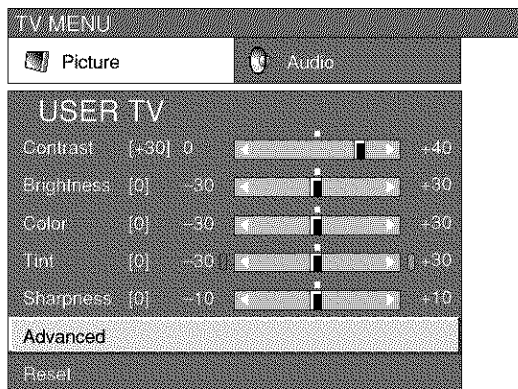 TV MENU
Picture Audio
USER TV
Contrast [+30] 0 +40
Brightness [0] −30 +30
Color [0] −30 +30
Tint [0] −30 +30
Sharpness [0] −10 +10
Advanced
Reset